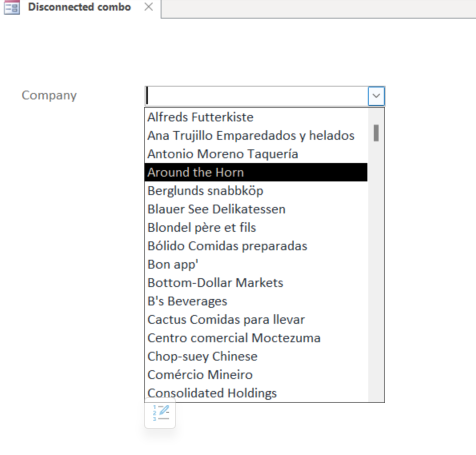 Disconnected combo
Company
Alfreds Futterkiste
Ana Trujillo Emparedados y helados
Antonio Moreno Taquería
Around the Horn
Berglunds snabbköp
Blauer See Delikatessen
Blondel père et fils
Bólido Comidas preparadas
Bon app'
Bottom-Dollar Markets
B's Beverages
Cactus Comidas para llevar
Centro comercial Moctezuma
Chop-suey Chinese
Comércio Mineiro
Consolidated Holdings